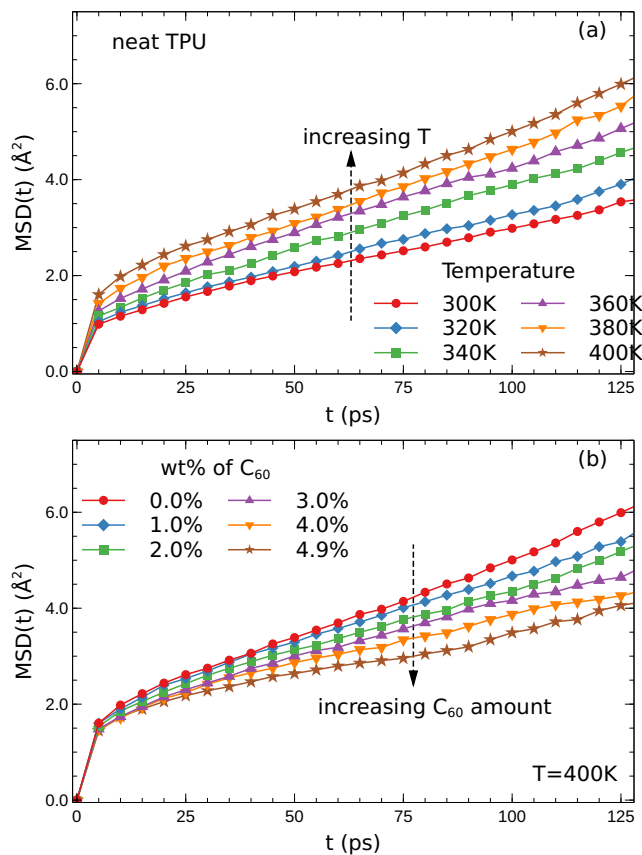 (a)
neat TPU
6.0
increasing T
4.0
MSD(t) (Å²)
2.0
Temperature
300K 360K
320K 380K
340K 400K
0.0
0 25 50 75 100 125
t (ps)
(b)
wt% of C₆₀
0.0% 3.0%
1.0% 4.0%
2.0% 4.9%
6.0
4.0
MSD(t) (Å²)
2.0
increasing C₆₀ amount
T=400K
0.0
0 25 50 75 100 125
t (ps)